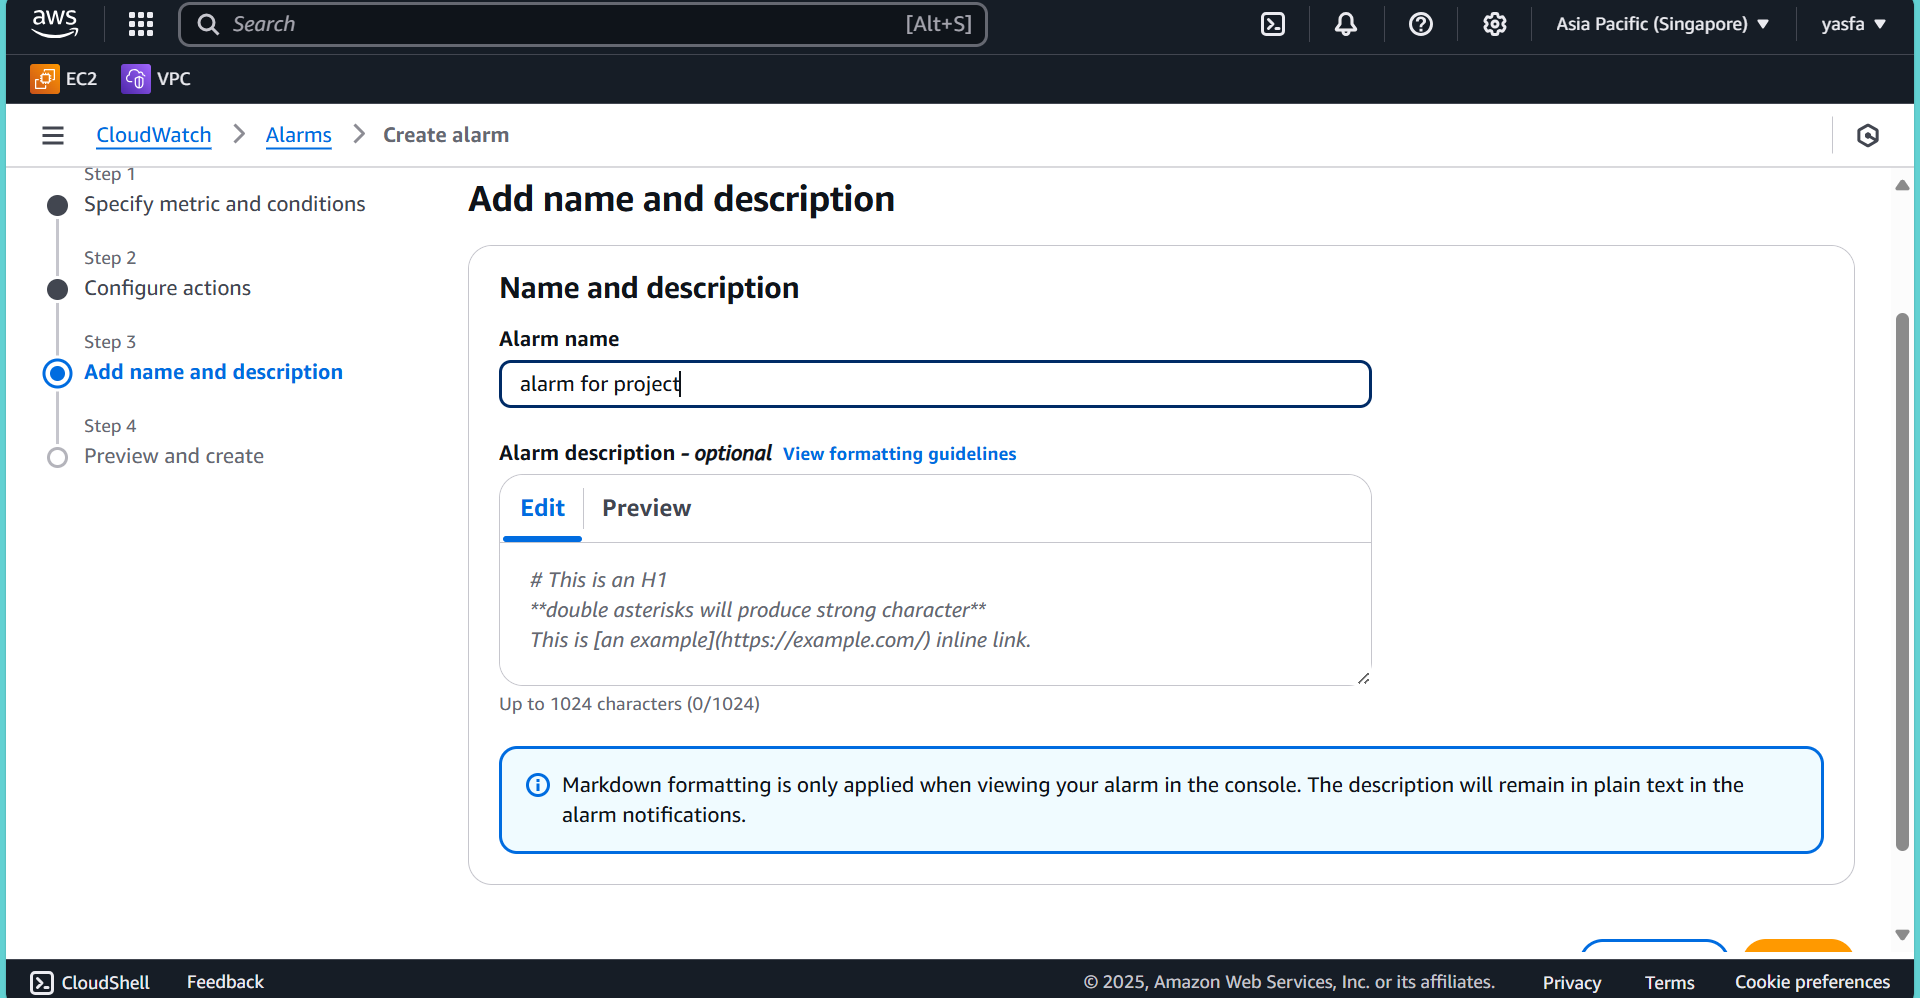 aws
Search [Alt+S]
Asia Pacific (Singapore)
yasfa
EC2
VPC
CloudWatch
Alarms
Create alarm
Step 1
Specify metric and conditions
Step 2
Configure actions
Step 3
Add name and description
Step 4
Preview and create
Add name and description
Name and description
Alarm name
alarm for project
Alarm description - optional View formatting guidelines
Edit
Preview
# This is an H1
**double asterisks will produce strong character**
This is [an example](https://example.com/) inline link.
Up to 1024 characters (0/1024)
Markdown formatting is only applied when viewing your alarm in the console. The description will remain in plain text in the
alarm notifications.
CloudShell
Feedback
© 2025, Amazon Web Services, Inc. or its affiliates.
Privacy
Terms
Cookie preferences